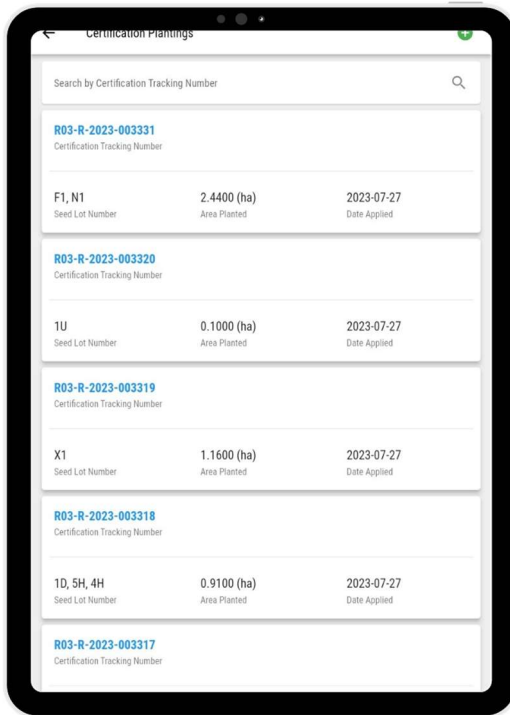 Certification Plantings
Search by Certification Tracking Number
R03-R-2023-003331
Certification Tracking Number
F1, N1 2.4400 (ha) 2023-07-27
Seed Lot Number Area Planted Date Applied
R03-R-2023-003320
Certification Tracking Number
1U 0.1000 (ha) 2023-07-27
Seed Lot Number Area Planted Date Applied
R03-R-2023-003319
Certification Tracking Number
X1 1.1600 (ha) 2023-07-27
Seed Lot Number Area Planted Date Applied
R03-R-2023-003318
Certification Tracking Number
1D, 5H, 4H 0.9100 (ha) 2023-07-27
Seed Lot Number Area Planted Date Applied
R03-R-2023-003317
Certification Tracking Number